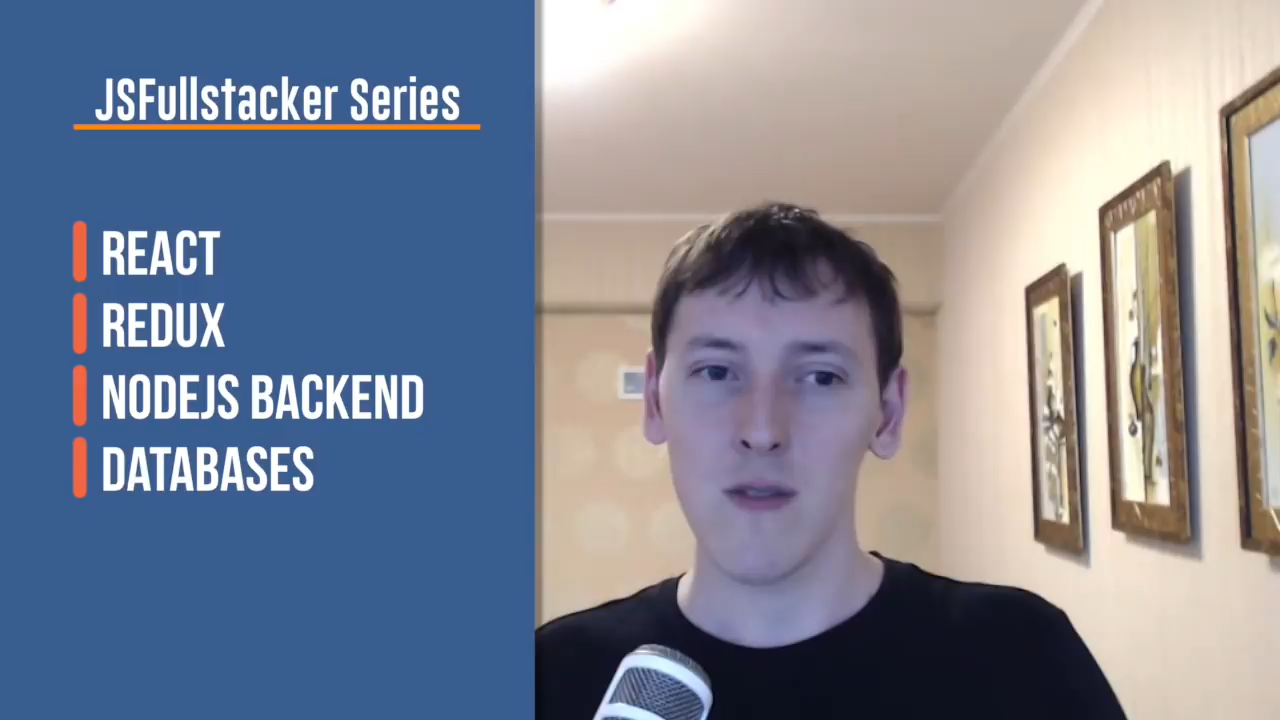 JSFullstacker Series
REACT
REDUX
NODEJS BACKEND
DATABASES